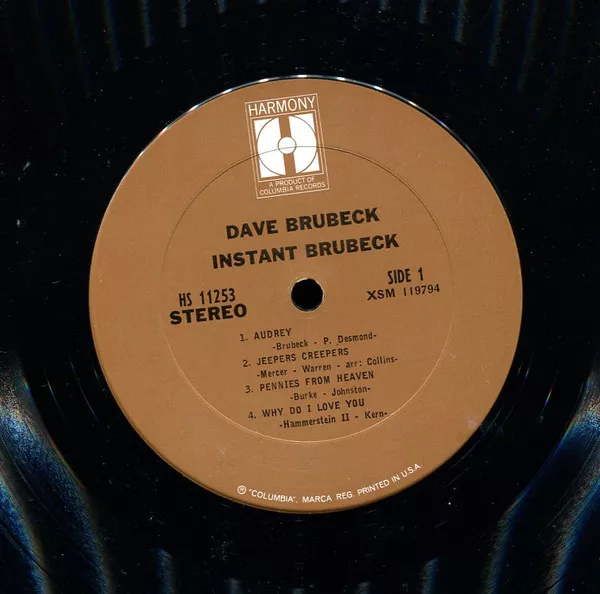 HARMONY
A PRODUCT OF
COLUMBIA RECORDS
DAVE BRUBECK
INSTANT BRUBECK
HS 11253
STEREO
SIDE 1
XSM 119794
1. AUDREY
-Brubeck - P. Desmond-
2. JEEPERS CREEPERS
-Mercer - Warren - arr: Collins-
3. PENNIES FROM HEAVEN
-Burke - Johnston-
4. WHY DO I LOVE YOU
-Hammerstein II - Kern-
℗ "COLUMBIA", MARCA REG. PRINTED IN U.S.A.